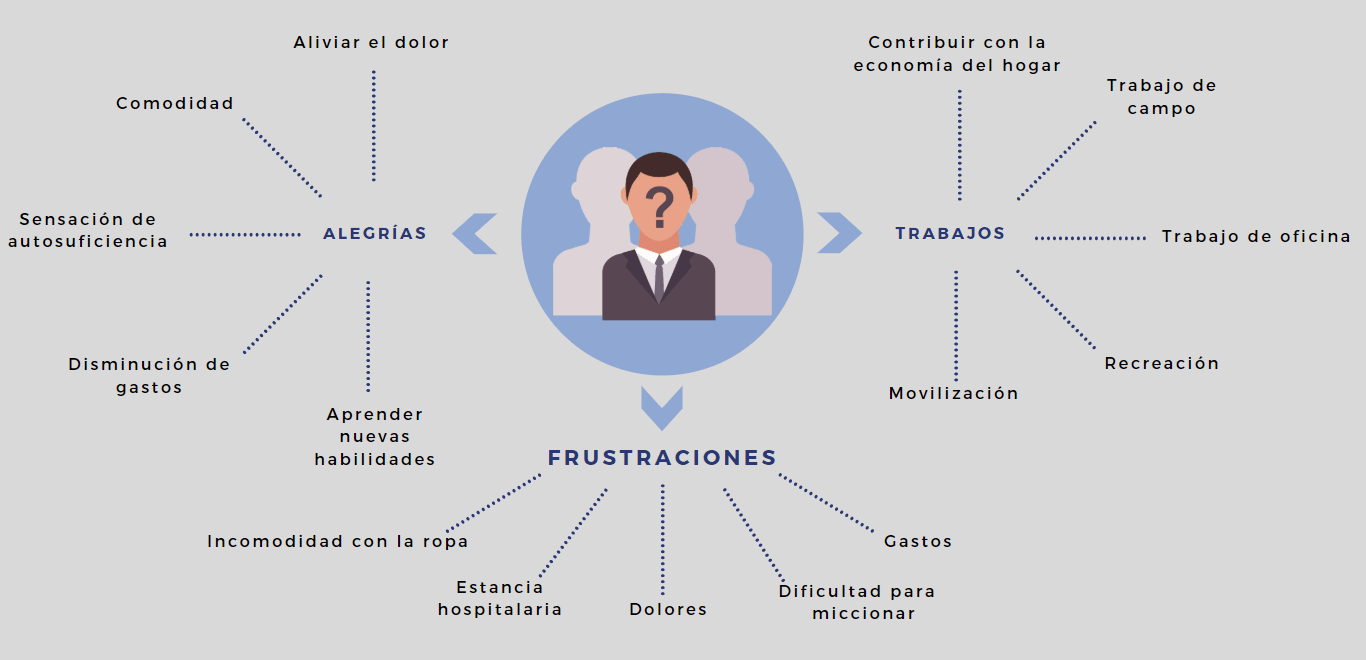 Aliviar el dolor
Comodidad
Sensación de
autosuficiencia
ALEGRÍAS
Disminución de
gastos
Aprender
nuevas
habilidades
?
Contribuir con la
economía del hogar
Trabajo de
campo
TRABAJOS
Trabajo de oficina
Recreación
Movilización
FRUSTRACIONES
Incomodidad con la ropa
Estancia
hospitalaria
Dolores
Dificultad para
miccionar
Gastos